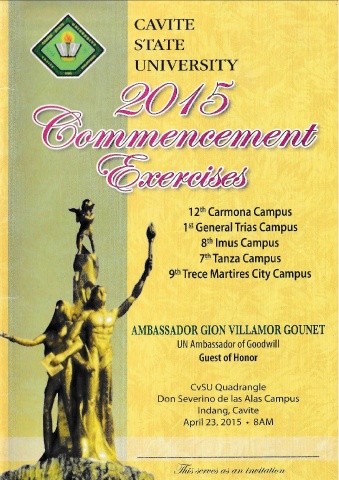 CAVITE
STATE
UNIVERSITY
2015
Commencement
Exercises
12th Carmona Campus
1st General Trias Campus
8th Imus Campus
7th Tanza Campus
9th Trece Martires City Campus
AMBASSADOR GION VILLAMOR GOUNET
UN Ambassador of Goodwill
Guest of Honor
CvSU Quadrangle
Don Severino de las Alas Campus
Indang, Cavite
April 23, 2015 • 8AM
This serves as an invitation